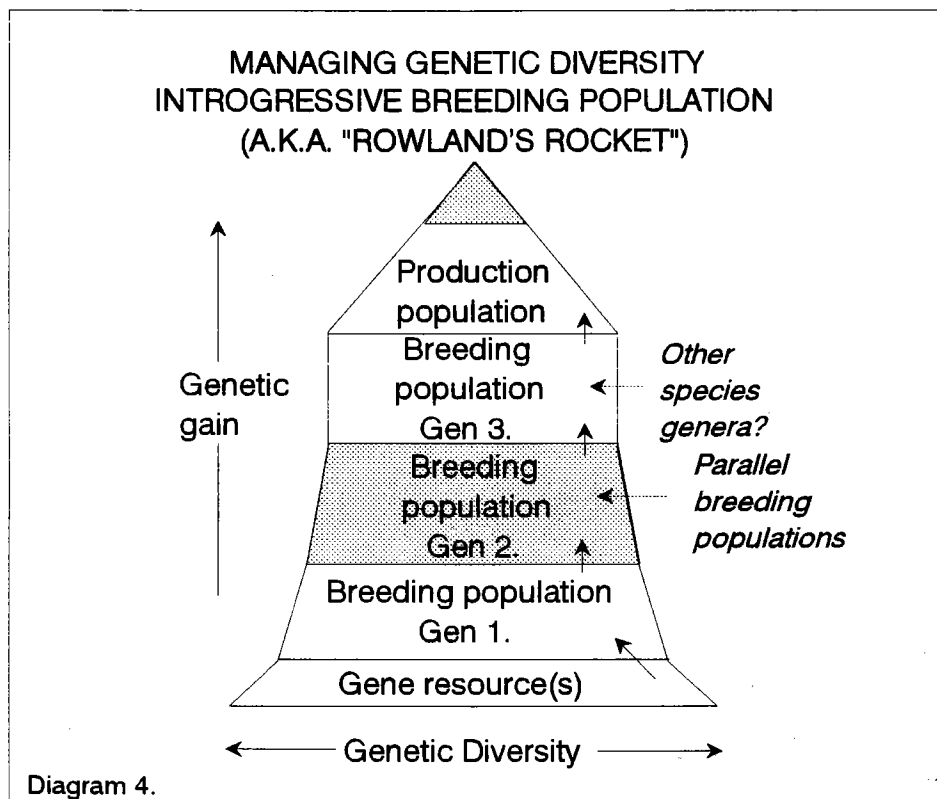 MANAGING GENETIC DIVERSITY
INTROGRESSIVE BREEDING POPULATION
(A.K.A. "ROWLAND'S ROCKET")
Production
population
Breeding
population
Gen 3.
Breeding
population
Gen 2.
Breeding population
Gen 1.
Gene resource(s)
Genetic
gain
Other
species
genera?
Parallel
breeding
populations
Genetic Diversity
Diagram 4.